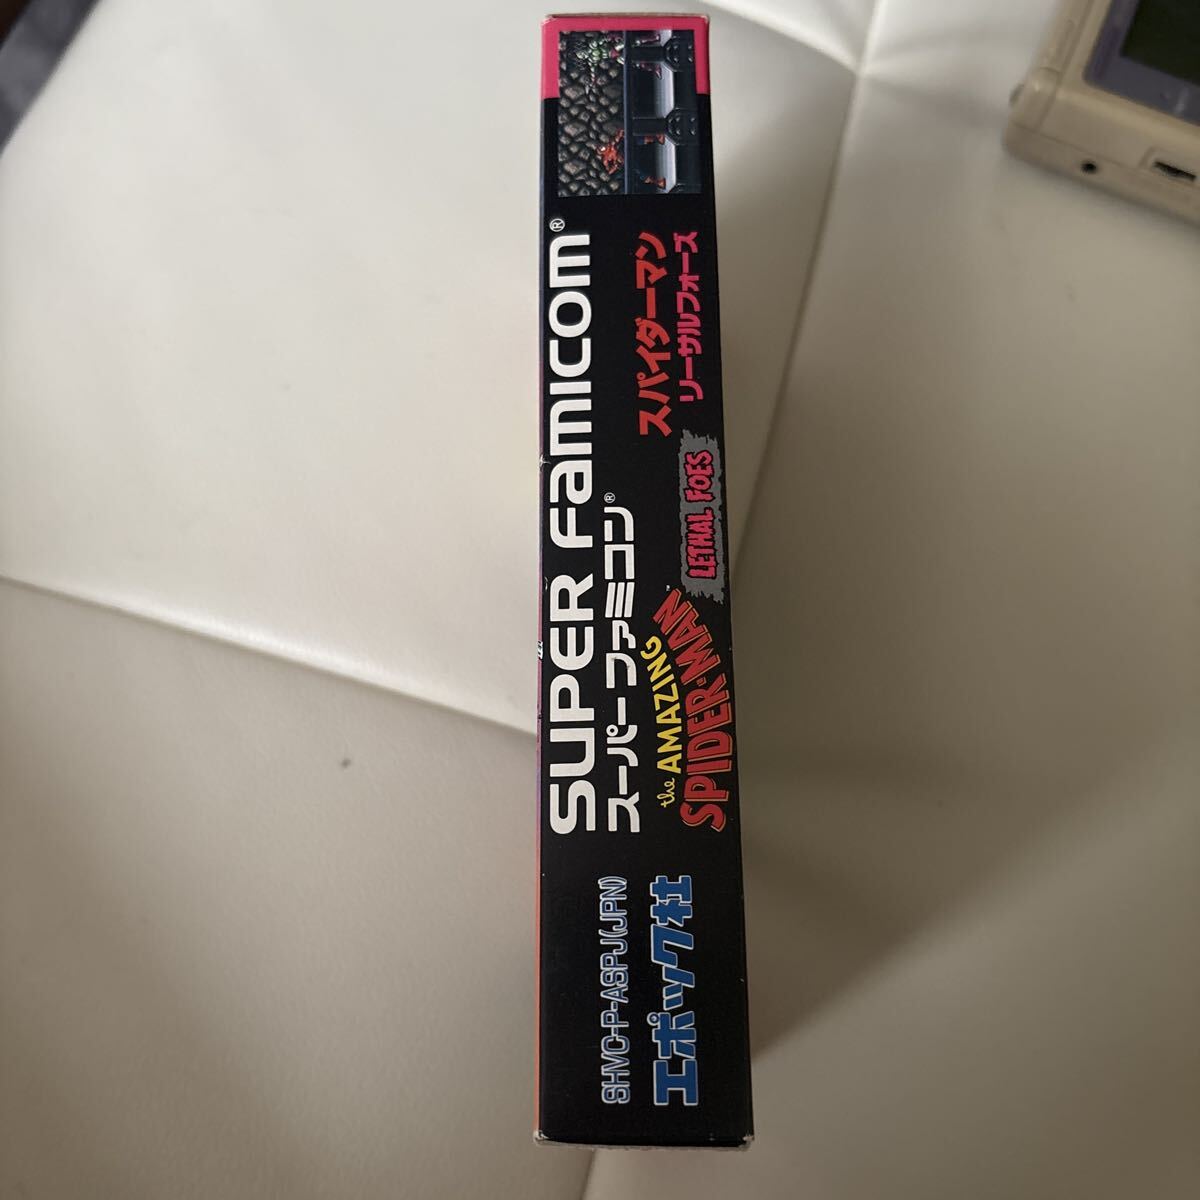 SUPER FAMICOM®
スーパーファミコン®
the AMAZING
SPIDER-MAN™
LETHAL FOES
スパイダーマン
リーサルフォース
SHVC-P-ASPJ(JPN)
エポック社